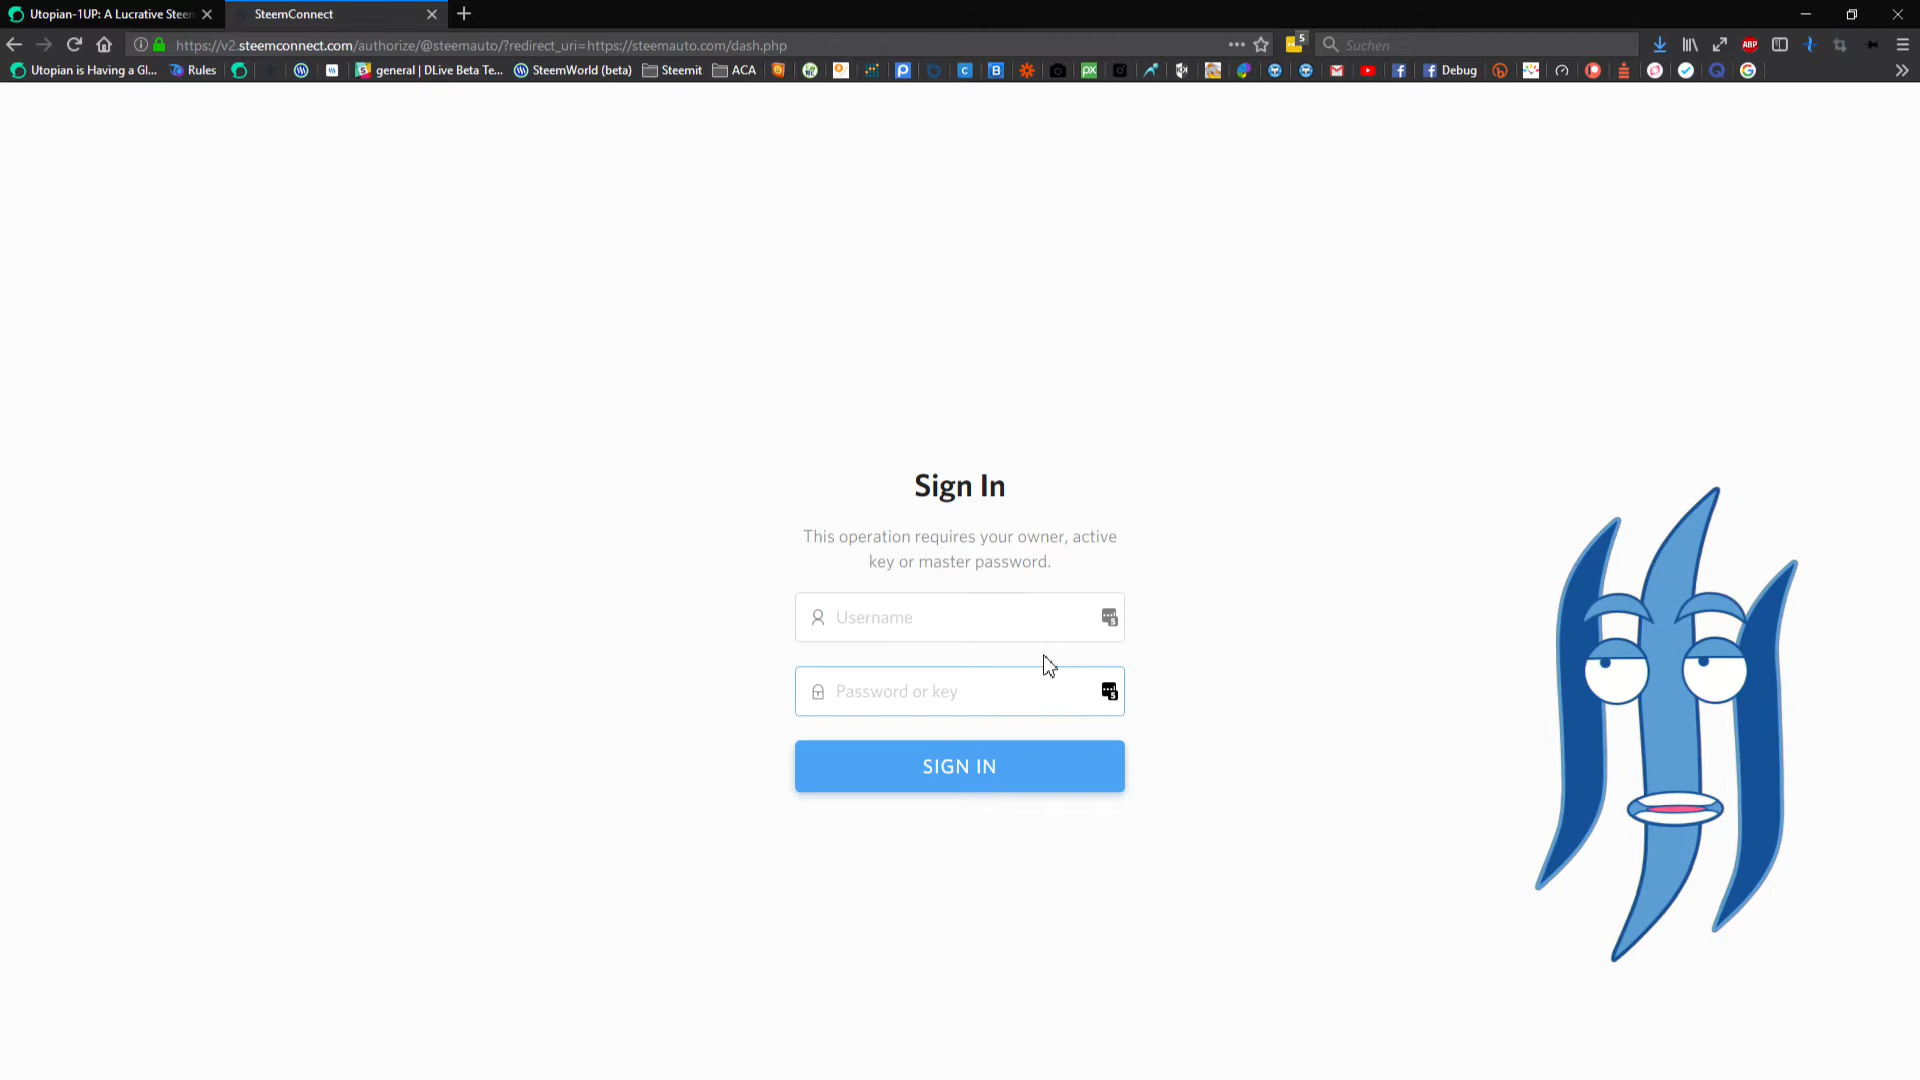 Utopian-1UP: A Lucrative Steem
SteemConnect
https://v2.steemconnect.com/authorize/@steemauto/?redirect_uri=https://steemauto.com/dash.php
5
Suchen
ABP
Utopian is Having a Gl...
Rules
general | DLive Beta Te...
SteemWorld (beta)
Steemit
ACA
Debug
Sign In
This operation requires your owner, active
key or master password.
Username
Password or key
SIGN IN